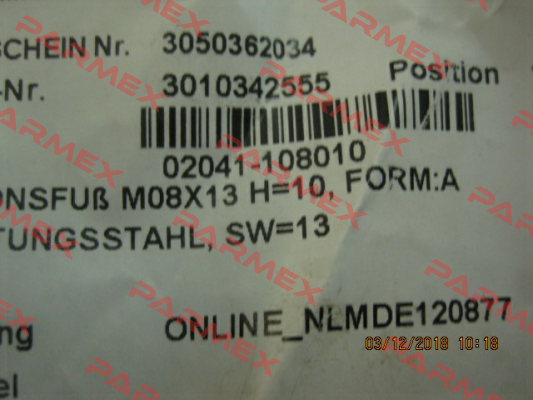 SCHEIN Nr. 3050362034
-Nr. 3010342555 Position
02041-108010
ONSFUß M08X13 H=10, FORM:A
TUNGSSTAHL, SW=13
ng ONLINE_NLMDE120877
03/12/2018 10:18
el
PARMEX